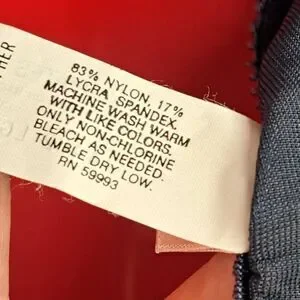 83% NYLON, 17%
LYCRA, SPANDEX.
MACHINE WASH WARM
WITH LIKE COLORS.
ONLY NON-CHLORINE
BLEACH AS NEEDED.
TUMBLE DRY LOW.
RN 59993